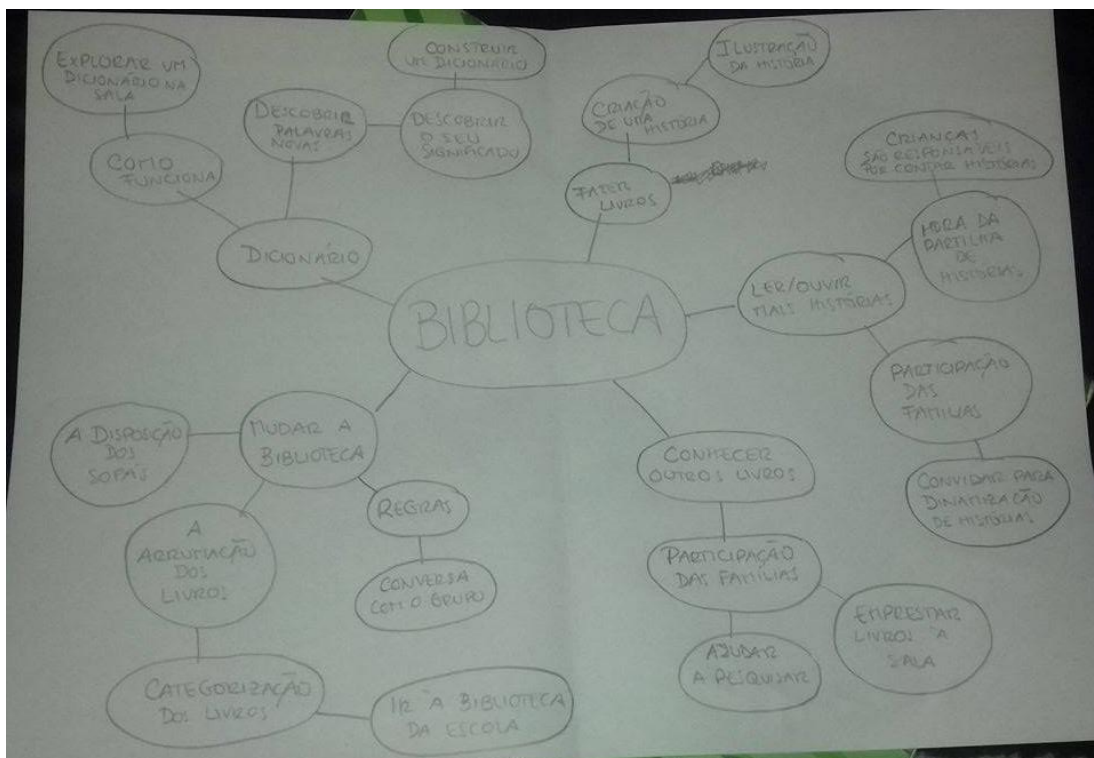 EXPLORAR UM
DICIONÁRIO NA
SALA
COMO
FUNCIONA
DESCOBRIR
PALAVRAS
NOVAS
CONSTRUIR
UM DICIONÁRIO
DESCOBRIR
O SEU
SIGNIFICADO
DICIONÁRIO
ILUSTRAÇÃO
DA HISTÓRIA
CRIAÇÃO
DE UMA
HISTÓRIA
FAZER
LIVROS
CRIANÇAS
SÃO RESPONSÁVEIS
POR CONTAR HISTÓRIAS
HORA DA
PARTILHA
DE
HISTÓRIAS
LER/OUVIR
MAIS HISTÓRIAS
PARTICIPAÇÃO
DAS
FAMÍLIAS
CONVIDAR PARA
DINAMIZAÇÃO
DE HISTÓRIAS
BIBLIOTECA
MUDAR A
BIBLIOTECA
A DISPOSIÇÃO
DOS
SOFÁS
A
ARRUMAÇÃO
DOS
LIVROS
REGRAS
CONVERSA
COM O GRUPO
CATEGORIZAÇÃO
DOS LIVROS
IR À BIBLIOTECA
DA ESCOLA
CONHECER
OUTROS LIVROS
PARTICIPAÇÃO
DAS FAMÍLIAS
AJUDAR
A PESQUISAR
EMPRESTAR
LIVROS À
SALA